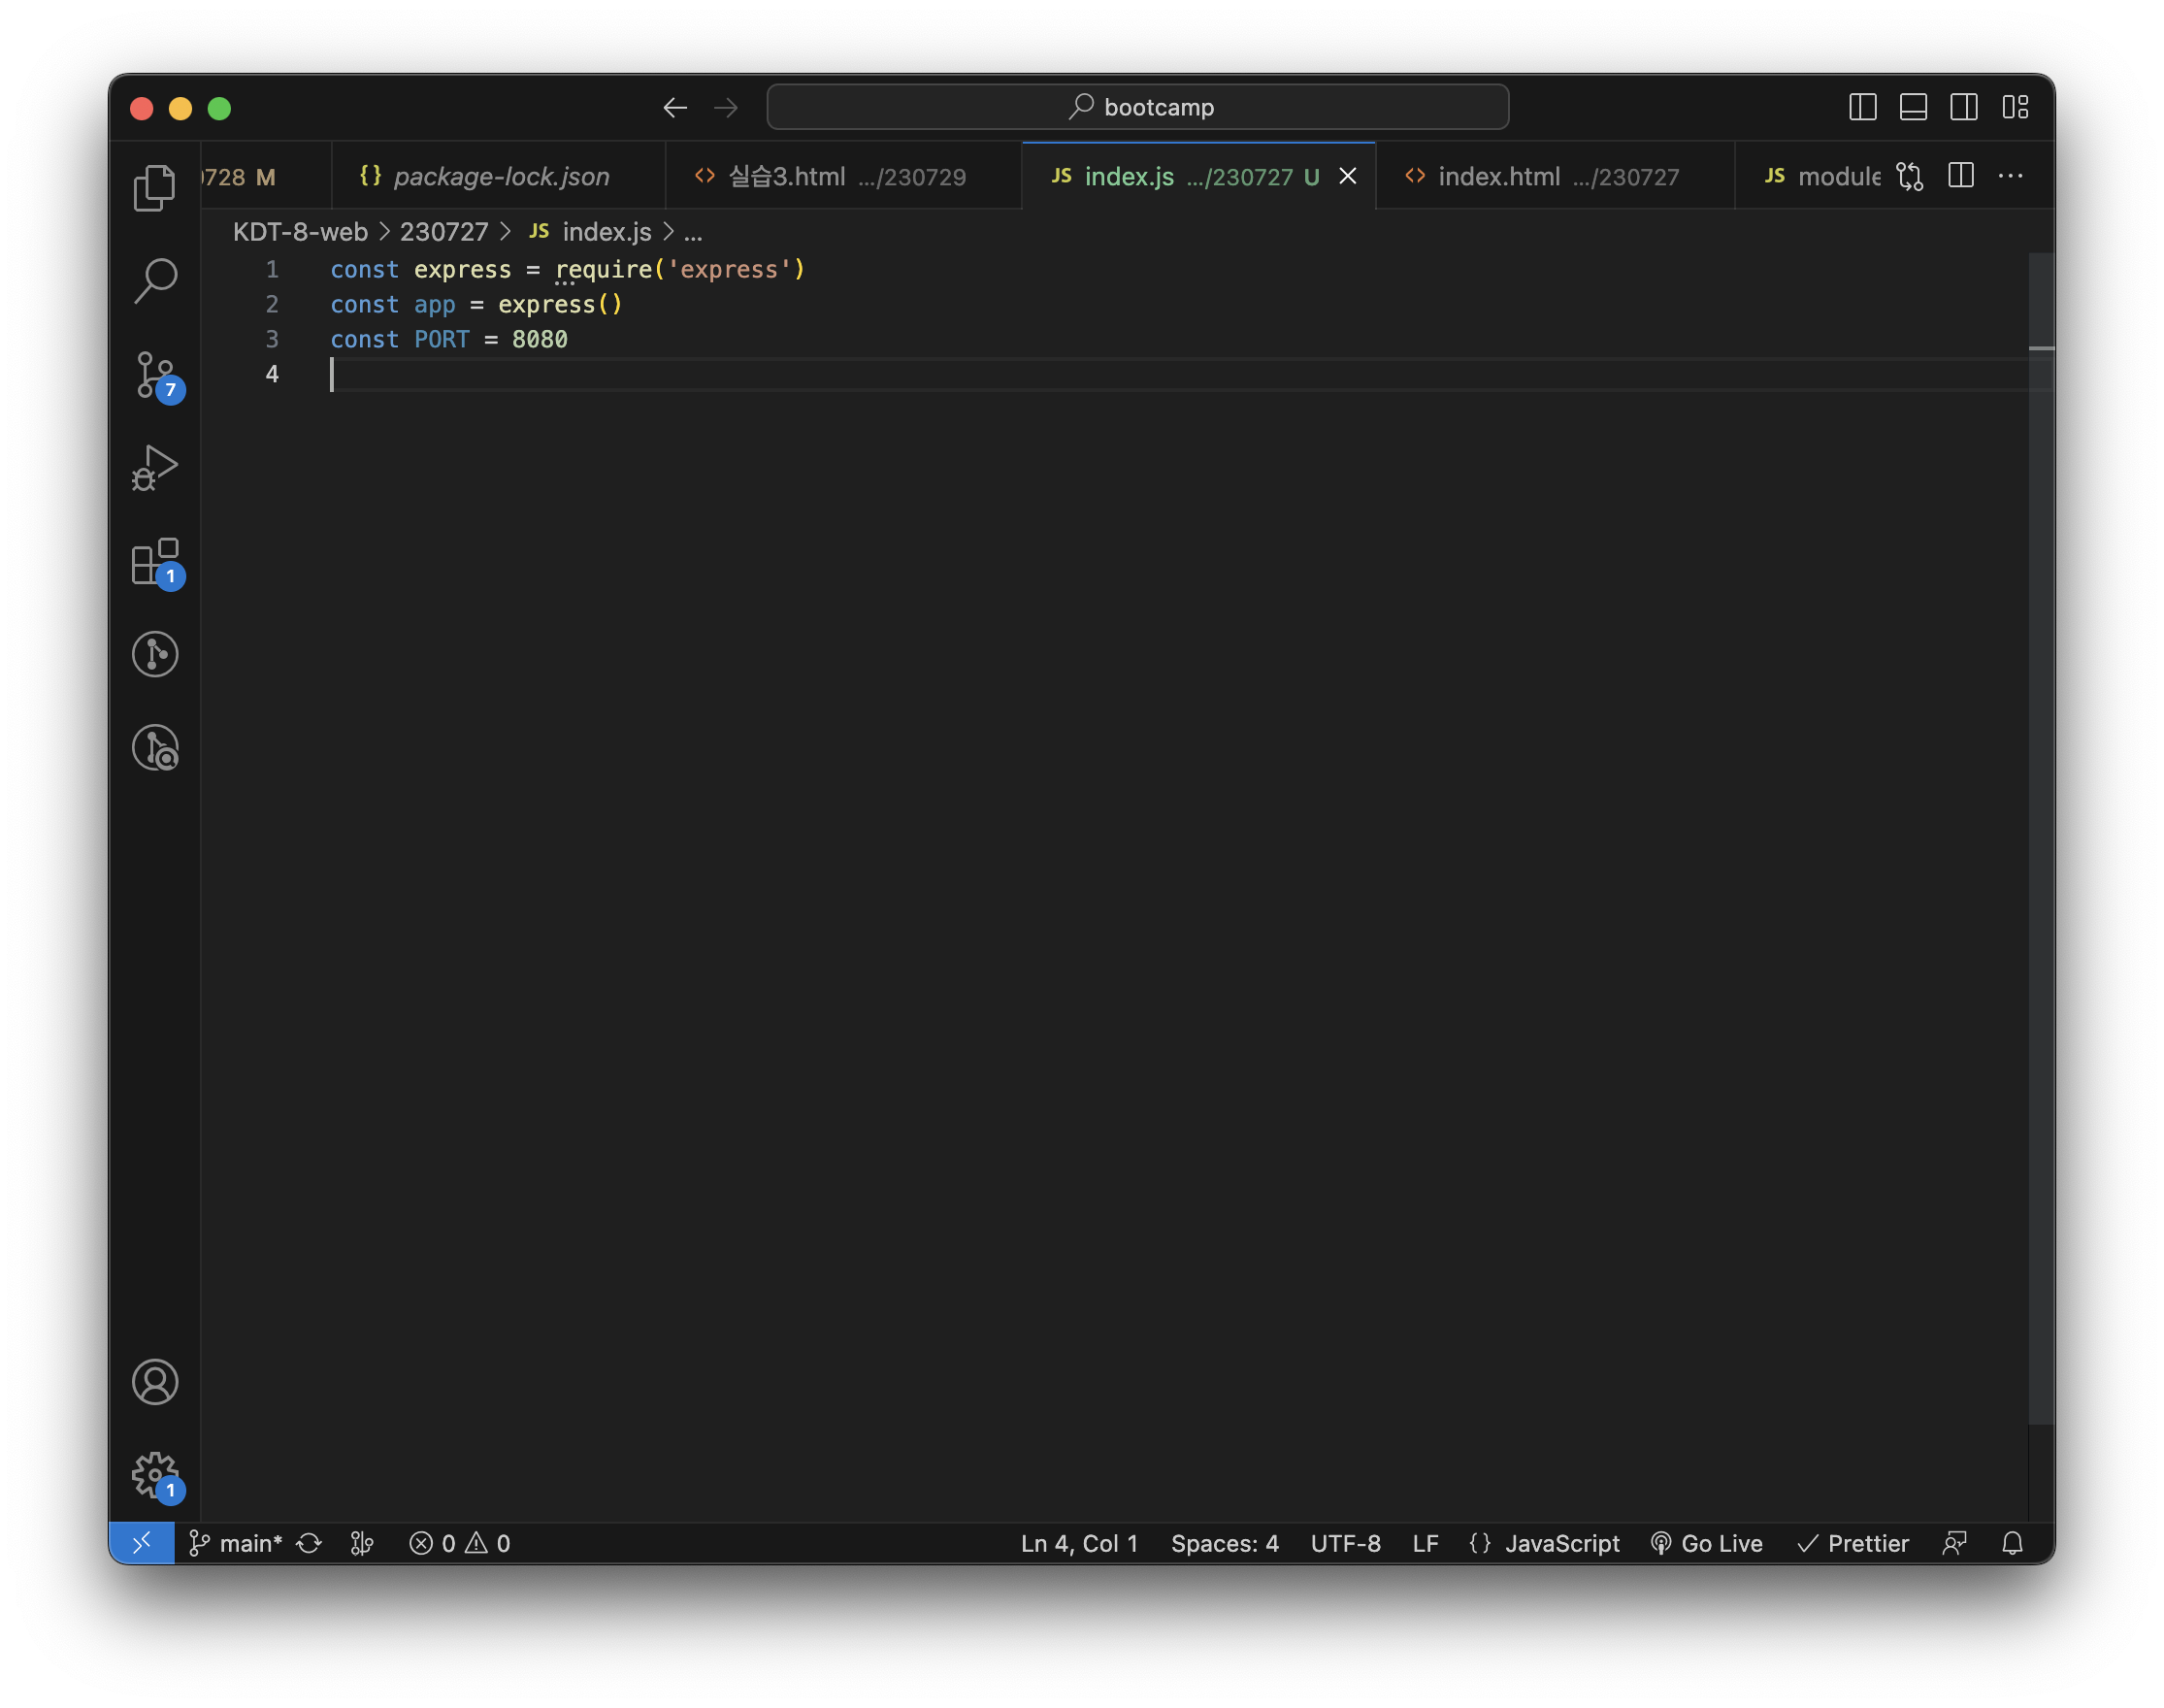 bootcamp
0728 M
{} package-lock.json
<> 실습3.html .../230729
JS index.js .../230727 U
<> index.html .../230727
JS module
KDT-8-web > 230727 > JS index.js > ...
1 const express = require('express')
2 const app = express()
3 const PORT = 8080
4
7
1
1
main* 0 0 Ln 4, Col 1 Spaces: 4 UTF-8 LF {} JavaScript Go Live Prettier